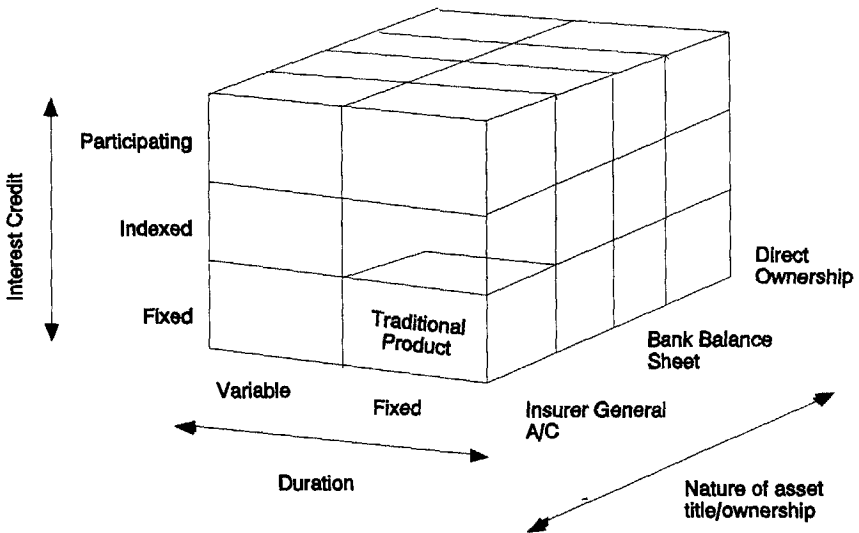 Interest Credit
Participating
Indexed
Fixed
Traditional
Product
Variable
Fixed
Duration
Insurer General
A/C
Bank Balance
Sheet
Direct
Ownership
Nature of asset
title/ownership